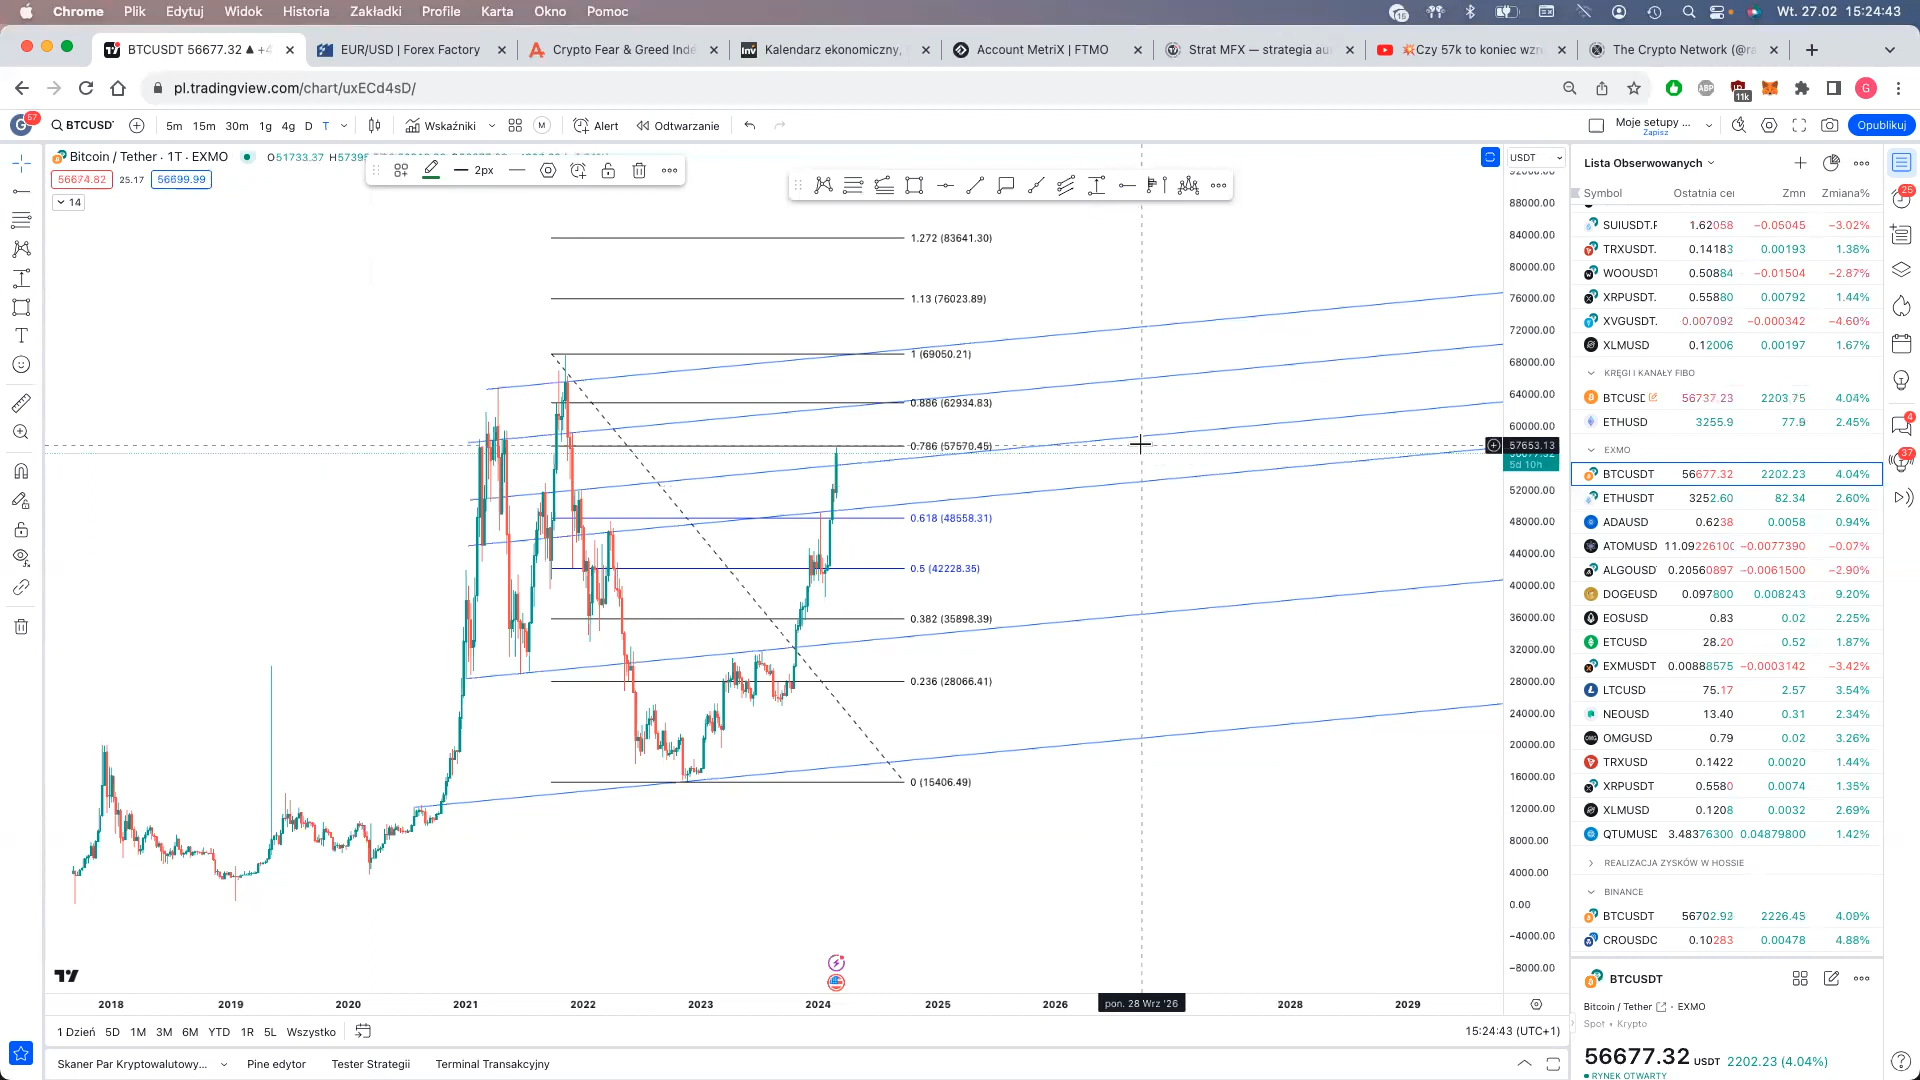 Chrome Plik Edytuj Widok Historia Zakładki Profile Karta Okno Pomoc Wt. 27.02 15:24:43
BTCUSDT 56677.32 ▲ +4
EUR/USD | Forex Factory
Crypto Fear & Greed Inde
Kalendarz ekonomiczny,
Account MetriX | FTMO
Strat MFX — strategia au
Czy 57k to koniec wzr
The Crypto Network (@ra
pl.tradingview.com/chart/uxECd4sD/
11k
57 BTCUSD 5m 15m 30m 1g 4g D T Wskaźniki Alert Odtwarzanie Moje setupy ... Zapisz Opublikuj
Bitcoin / Tether · 1T · EXMO O51733.37
56674.82 25.17 56699.99
14
2px
USDT
88000.00
84000.00
80000.00
76000.00
72000.00
68000.00
64000.00
60000.00
57653.13
5d 10h
52000.00
48000.00
44000.00
40000.00
36000.00
32000.00
28000.00
24000.00
20000.00
16000.00
12000.00
8000.00
4000.00
0.00
−4000.00
−8000.00
1.272 (83641.30)
1.13 (76023.89)
1 (69050.21)
0.886 (62934.83)
0.786 (57570.45)
0.618 (48558.31)
0.5 (42228.35)
0.382 (35898.39)
0.236 (28066.41)
0 (15406.49)
2018 2019 2020 2021 2022 2023 2024 2025 2026 pon. 28 Wrz '26 2028 2029
1 Dzień 5D 1M 3M 6M YTD 1R 5L Wszystko 15:24:43 (UTC+1)
Skaner Par Kryptowalutowy... Pine edytor Tester Strategii Terminal Transakcyjny
Lista Obserwowanych
Symbol Ostatnia cer Zmn Zmiana%
SUIUSDT.F 1.62058 −0.05045 −3.02%
TRXUSDT. 0.14183 0.00193 1.38%
WOOUSDT 0.50884 −0.01504 −2.87%
XRPUSDT. 0.55880 0.00792 1.44%
XVGUSDT. 0.007092 −0.000342 −4.60%
XLMUSD 0.12006 0.00197 1.67%
KRĘGI I KANAŁY FIBO
BTCUSD 56737.23 2203.75 4.04%
ETHUSD 3255.9 77.9 2.45%
EXMO
BTCUSDT 56677.32 2202.23 4.04%
ETHUSDT 3252.60 82.34 2.60%
ADAUSD 0.6238 0.0058 0.94%
ATOMUSD 11.0922610( −0.0077390 −0.07%
ALGOUSD 0.20560897 −0.0061500 −2.90%
DOGEUSD 0.097800 0.008243 9.20%
EOSUSD 0.83 0.02 2.25%
ETCUSD 28.20 0.52 1.87%
EXMUSDT 0.00888575 −0.0003142 −3.42%
LTCUSD 75.17 2.57 3.54%
NEOUSD 13.40 0.31 2.34%
OMGUSD 0.79 0.02 3.26%
TRXUSD 0.1422 0.0020 1.44%
XRPUSDT 0.5580 0.0074 1.35%
XLMUSD 0.1208 0.0032 2.69%
QTUMUSD 3.48376300 0.04879800 1.42%
REALIZACJA ZYSKÓW W HOSSIE
BINANCE
BTCUSDT 56702.92 2226.45 4.09%
CROUSDC 0.10283 0.00478 4.88%
BTCUSDT
Bitcoin / Tether · EXMO
Spot • Krypto
56677.32 USDT 2202.23 (4.04%)
RYNEK OTWARTY
25
4
37